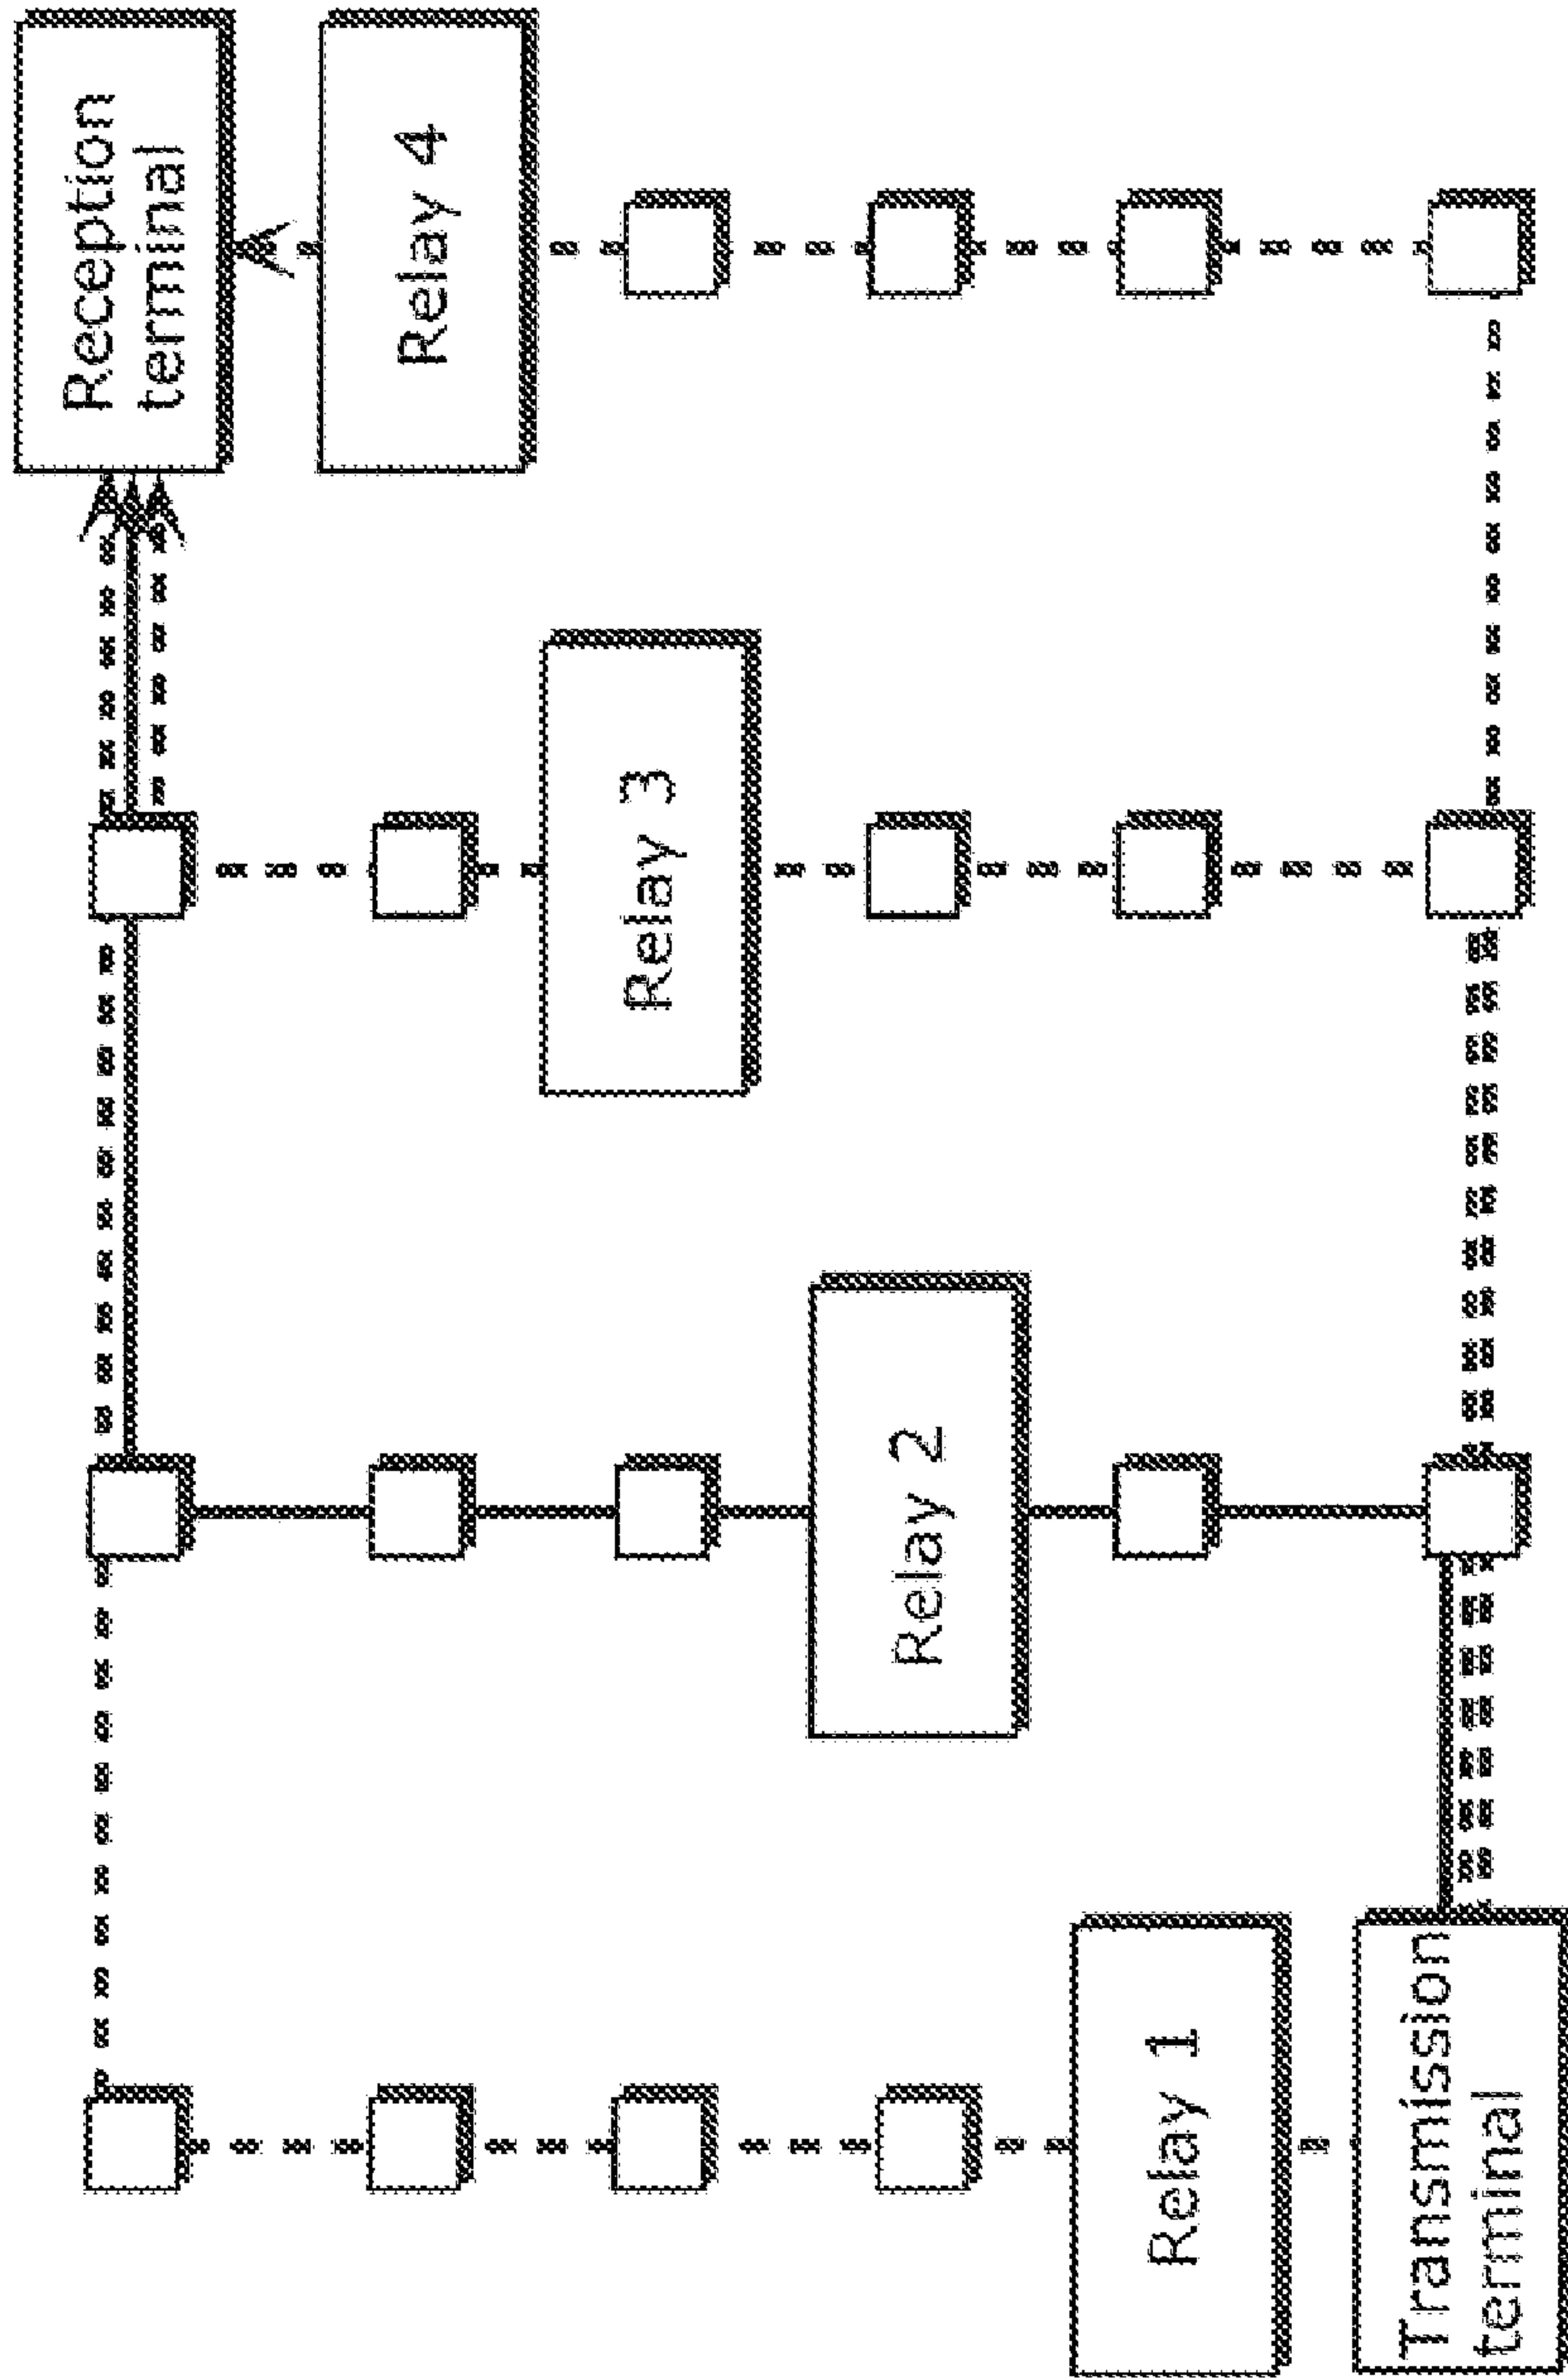 Reception
terminal
Relay 4
Relay 3
Relay 2
Relay 1
Transmission
terminal